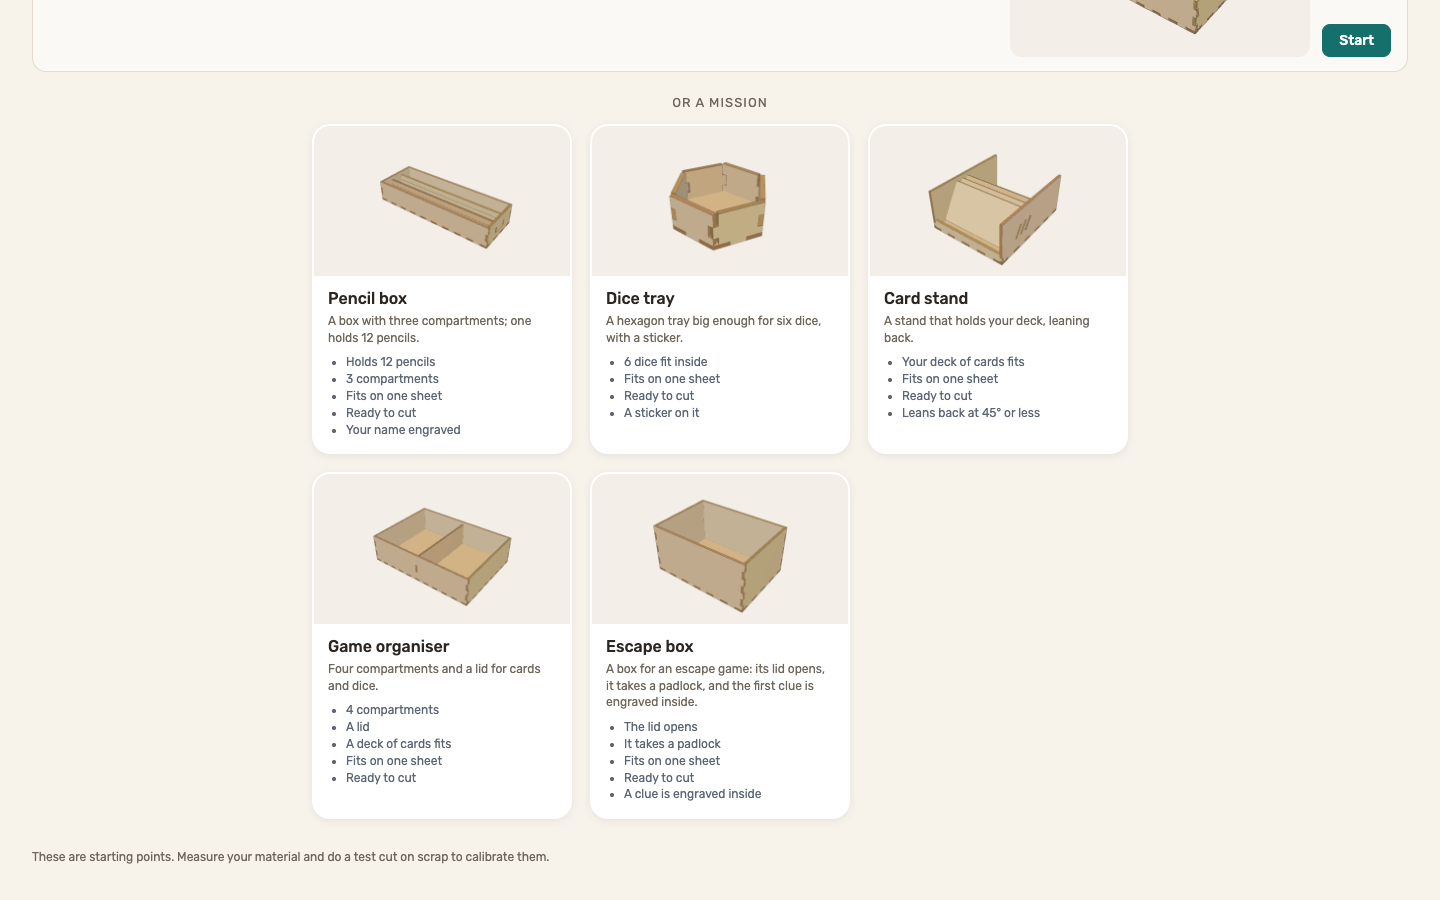 Start
OR A MISSION
Pencil box
A box with three compartments; one
holds 12 pencils.
Holds 12 pencils
3 compartments
Fits on one sheet
Ready to cut
Your name engraved
Dice tray
A hexagon tray big enough for six dice,
with a sticker.
6 dice fit inside
Fits on one sheet
Ready to cut
A sticker on it
Card stand
A stand that holds your deck, leaning
back.
Your deck of cards fits
Fits on one sheet
Ready to cut
Leans back at 45° or less
Game organiser
Four compartments and a lid for cards
and dice.
4 compartments
A lid
A deck of cards fits
Fits on one sheet
Ready to cut
Escape box
A box for an escape game: its lid opens,
it takes a padlock, and the first clue is
engraved inside.
The lid opens
It takes a padlock
Fits on one sheet
Ready to cut
A clue is engraved inside
These are starting points. Measure your material and do a test cut on scrap to calibrate them.